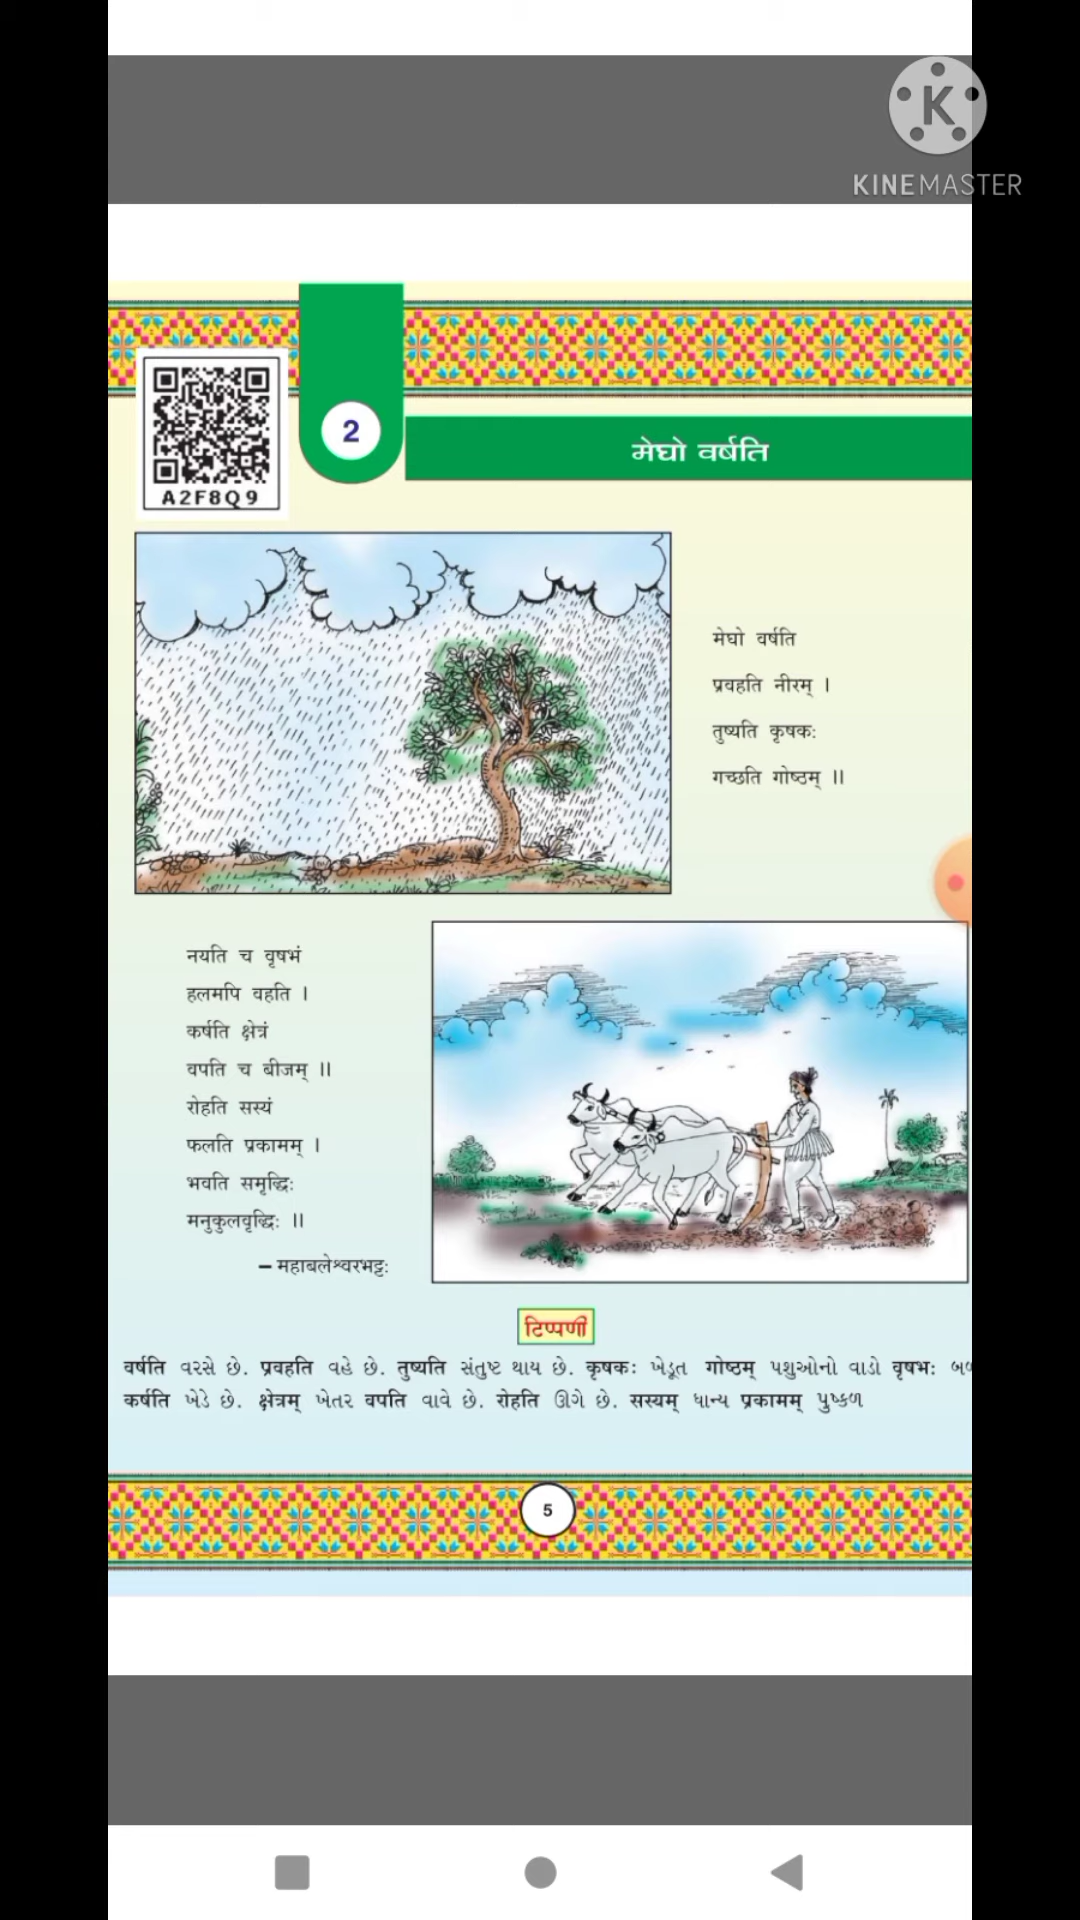 K
KINEMASTER
A2F8Q9
2
मेघो वर्षति
मेघो वर्षति
प्रवहति नीरम् ।
तुष्यति कृषकः
गच्छति गोष्ठम् ॥
नयति च वृषभं
हलमपि वहति ।
कर्षति क्षेत्रं
वपति च बीजम् ॥
रोहति सस्यं
फलति प्रकामम् ।
भवति समृद्धिः
मनुकुलवृद्धिः ॥
– महाबलेश्वरभट्टः
टिप्पणी
वर्षति વરસે છે. प्रवहति વહે છે. तुष्यति સંતુષ્ટ થાય છે. कृषकः ખેડૂત गोष्ठम् પશુઓનો વાડો वृषभः
कर्षति ખેડે છે. क्षेत्रम् ખેતર वपति વાવે છે. रोहति ઊગે છે. सस्यम् ધાન્ય प्रकामम् પુષ્કળ
5